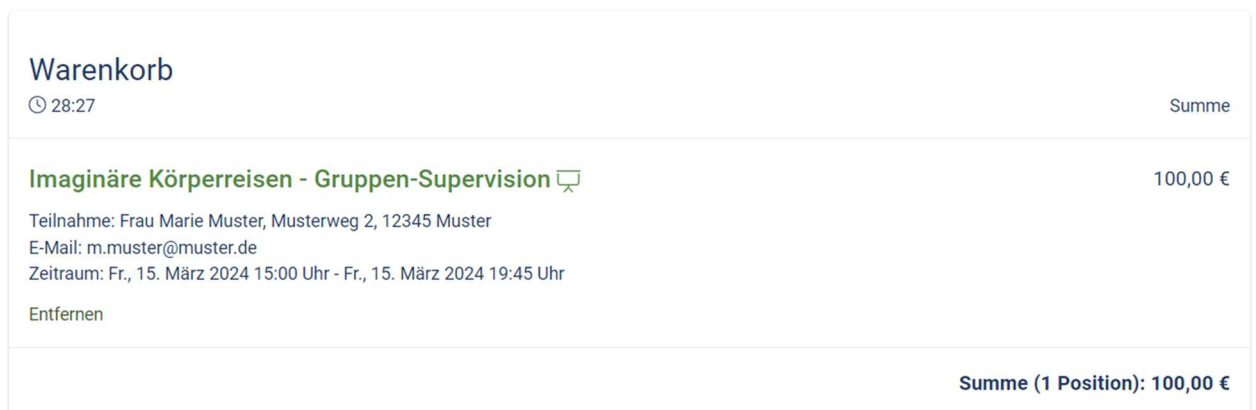 Warenkorb
28:27
Summe
Imaginäre Körperreisen - Gruppen-Supervision
100,00 €
Teilnahme: Frau Marie Muster, Musterweg 2, 12345 Muster
E-Mail: m.muster@muster.de
Zeitraum: Fr., 15. März 2024 15:00 Uhr - Fr., 15. März 2024 19:45 Uhr
Entfernen
Summe (1 Position): 100,00 €